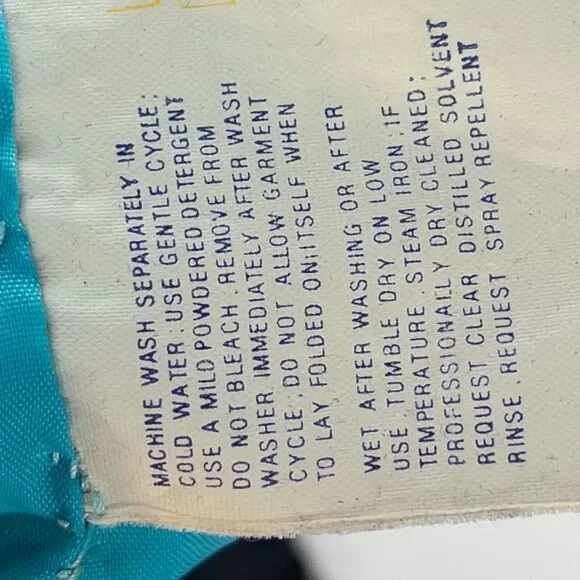 MACHINE WASH SEPARATELY IN
COLD WATER ; USE GENTLE CYCLE ;
USE A MILD POWDERED DETERGENT
DO NOT BLEACH . REMOVE FROM
WASHER IMMEDIATELY AFTER WASH
CYCLE ; DO NOT ALLOW GARMENT
TO LAY FOLDED ONIITSELF WHEN
WET AFTER WASHING OR AFTER
USE . TUMBLE DRY ON LOW
TEMPERATURE . STEAM IRON ; IF
PROFESSIONALLY DRY CLEANED ;
REQUEST CLEAR DISTILLED SOLVENT
RINSE . REQUEST SPRAY REPELLENT